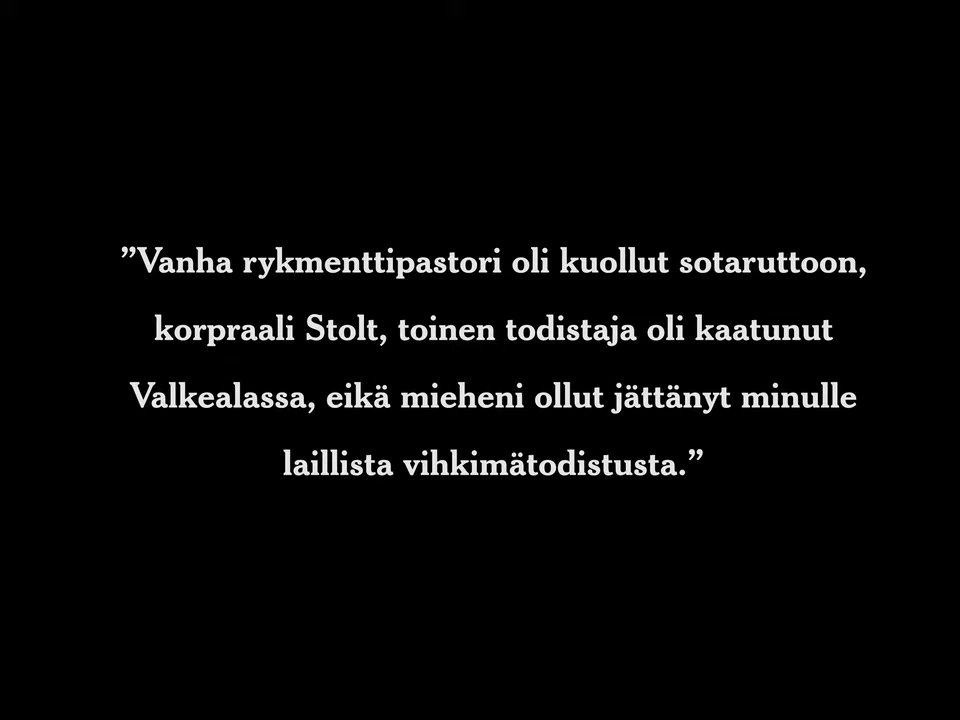 ”Vanha rykmenttipastori oli kuollut sotaruttoon,
korpraali Stolt, toinen todistaja oli kaatunut
Valkealassa, eikä mieheni ollut jättänyt minulle
laillista vihkimätodistusta.”